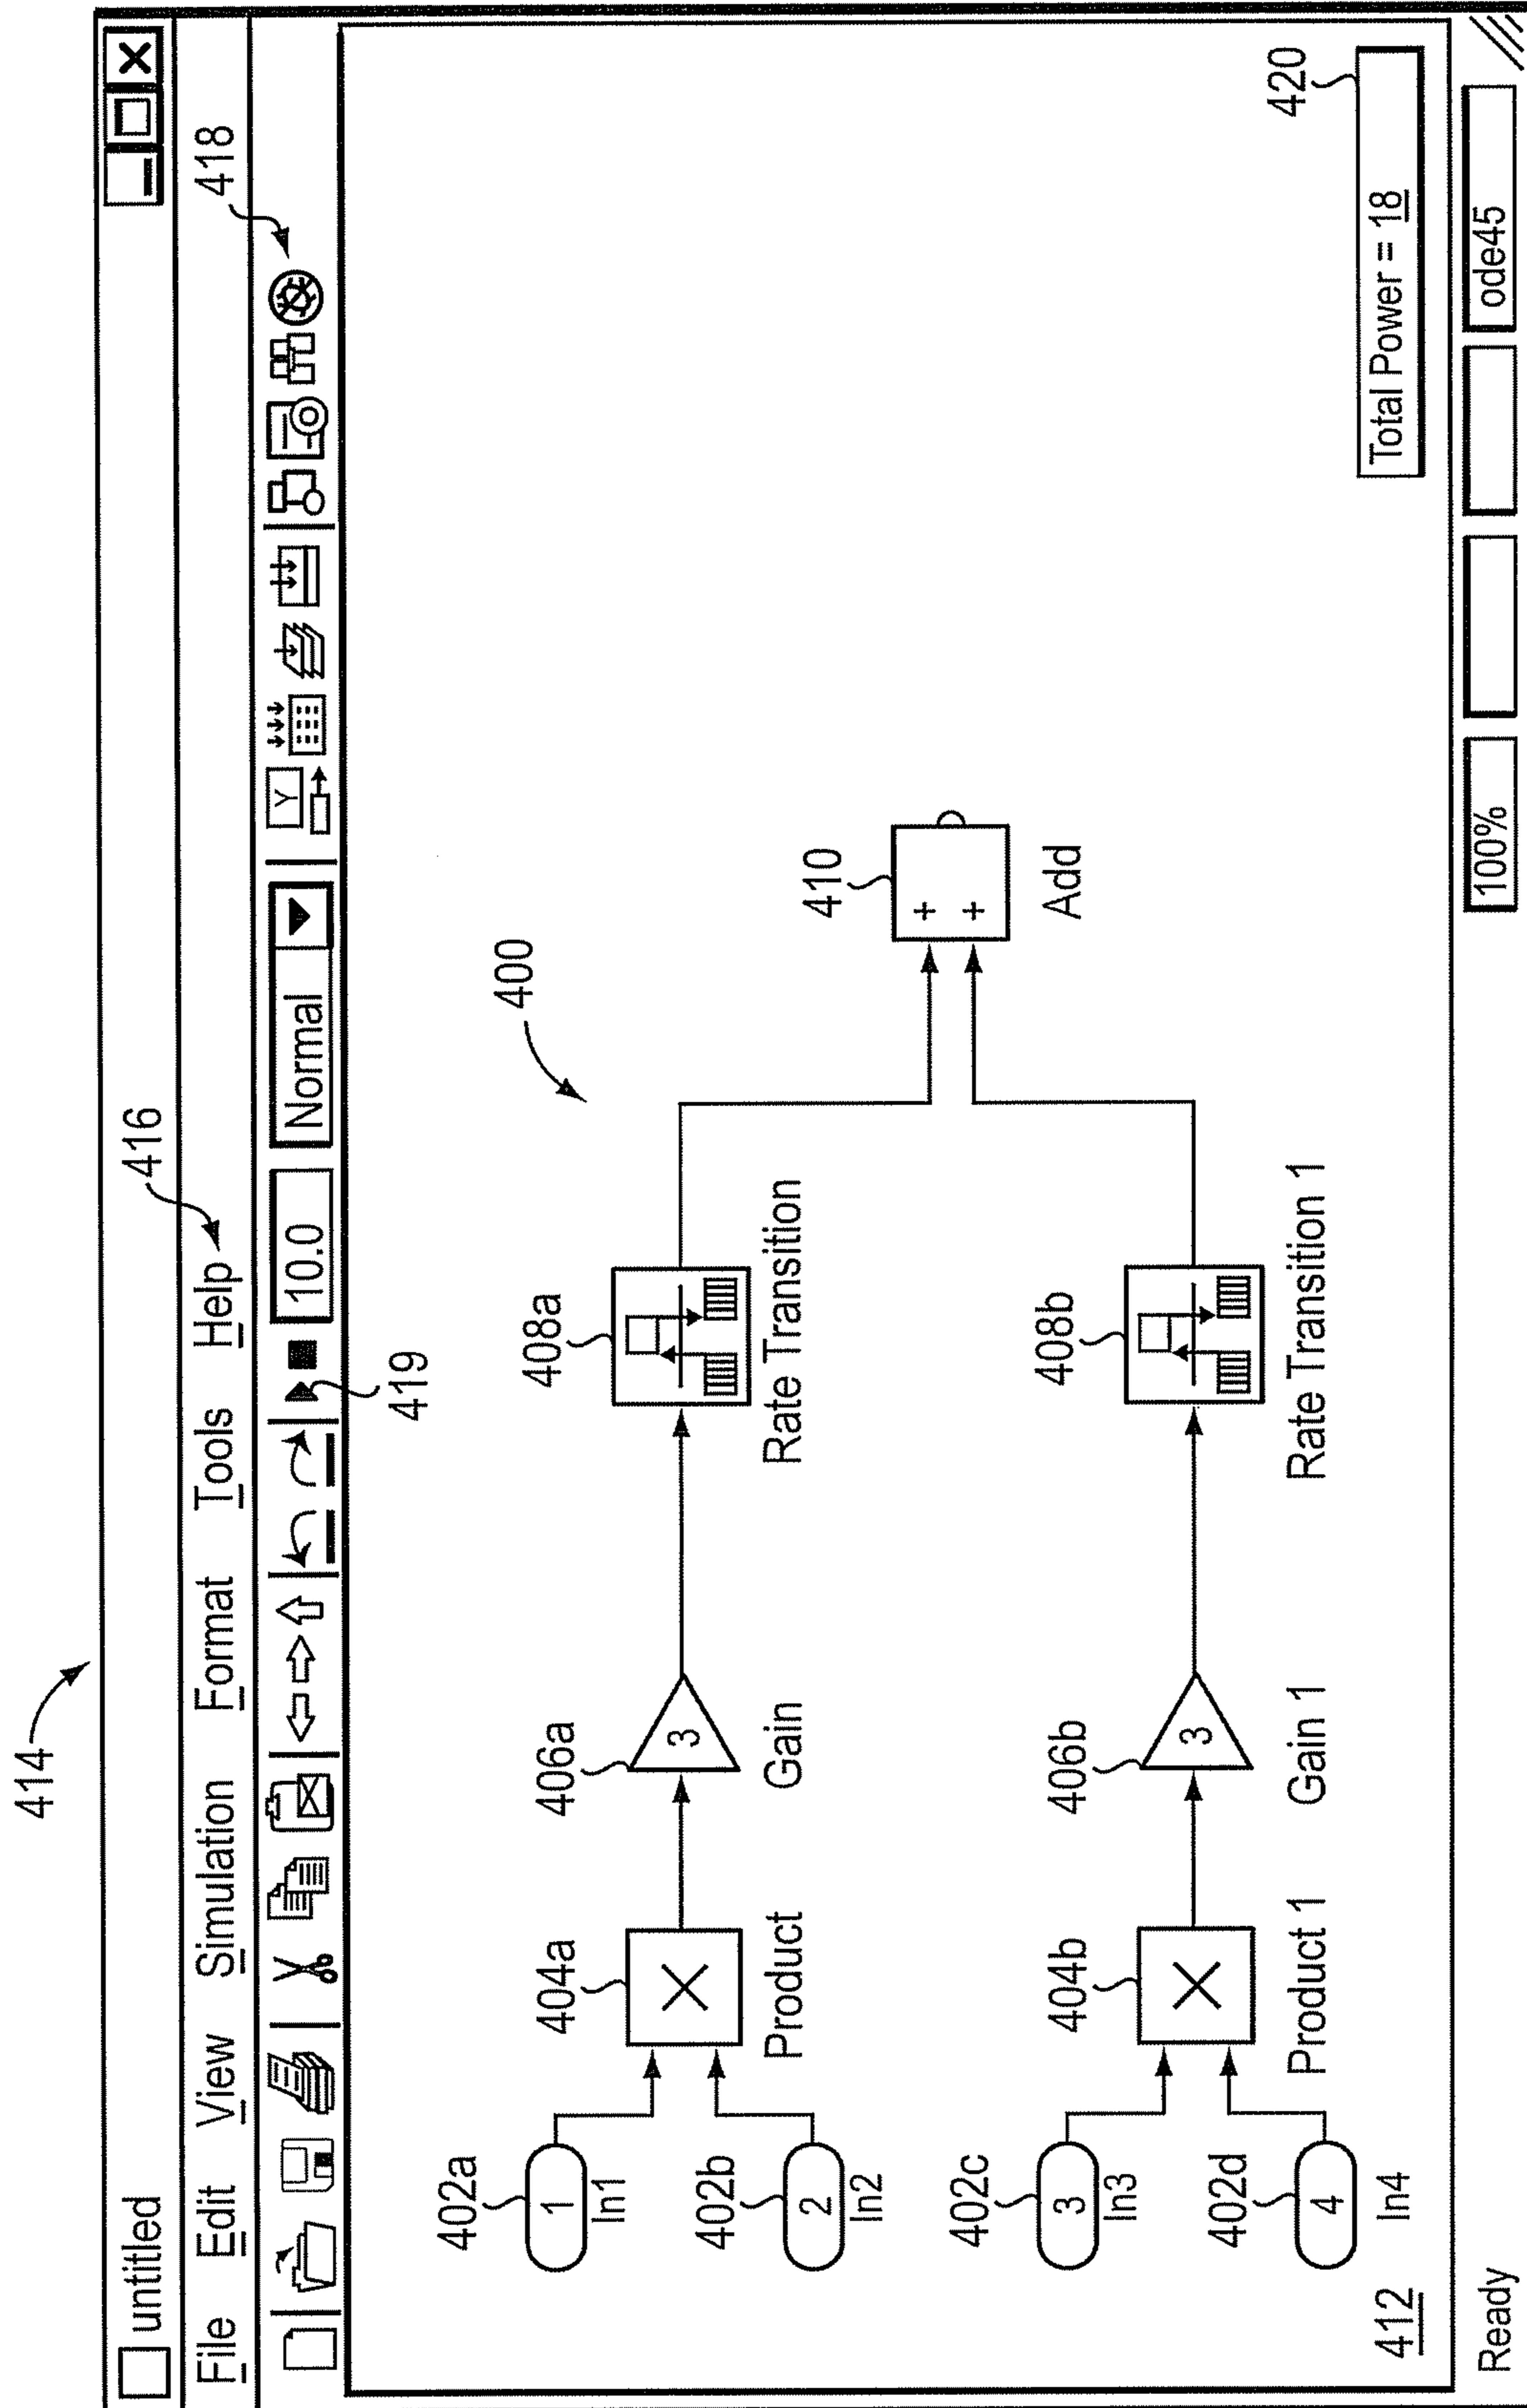 414
untitled
416
File Edit View Simulation Format Tools Help
418
10.0 Normal
Y
419
400
402a
1
In1
402b
2
In2
404a
Product
406a
3
Gain
408a
Rate Transition
410
+
+
Add
402c
3
In3
402d
4
In4
404b
Product 1
406b
3
Gain 1
408b
Rate Transition 1
412
420
Total Power = 18
Ready
100%
ode45